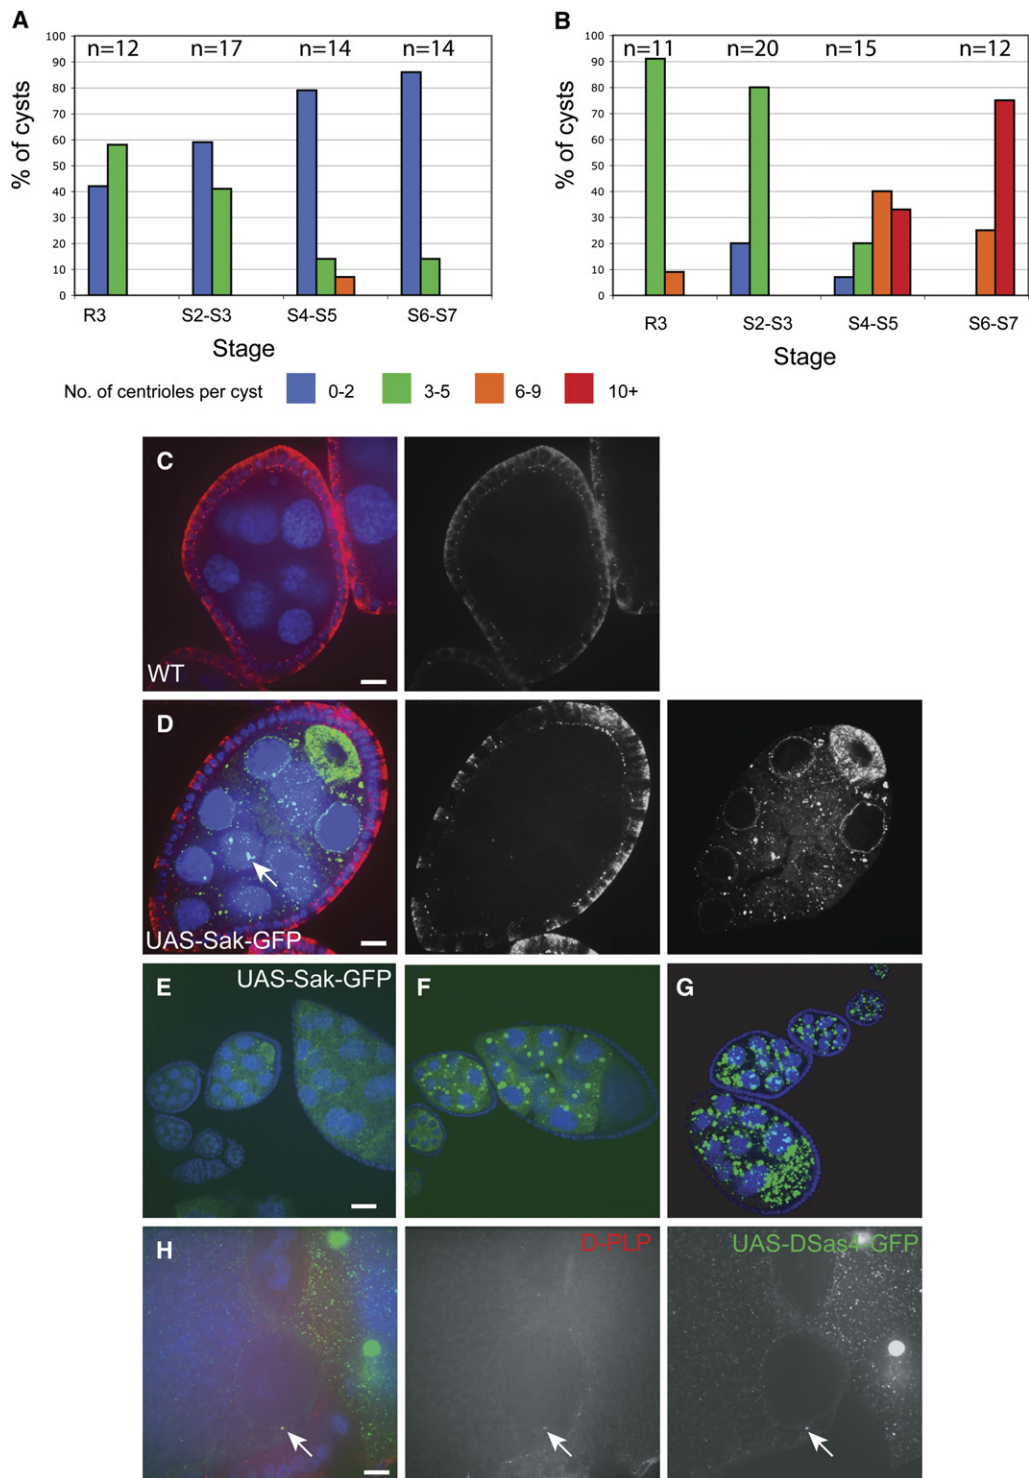 A
B
100
90
80
70
60
50
40
30
20
10
0
% of cysts
n=12 n=17 n=14 n=14
R3 S2-S3 S4-S5 S6-S7
Stage
100
90
80
70
60
50
40
30
20
10
0
% of cysts
n=11 n=20 n=15 n=12
R3 S2-S3 S4-S5 S6-S7
Stage
No. of centrioles per cyst 0-2 3-5 6-9 10+
C
WT
D
UAS-Sak-GFP
E UAS-Sak-GFP F G
H D-PLP UAS-DSas4-GFP